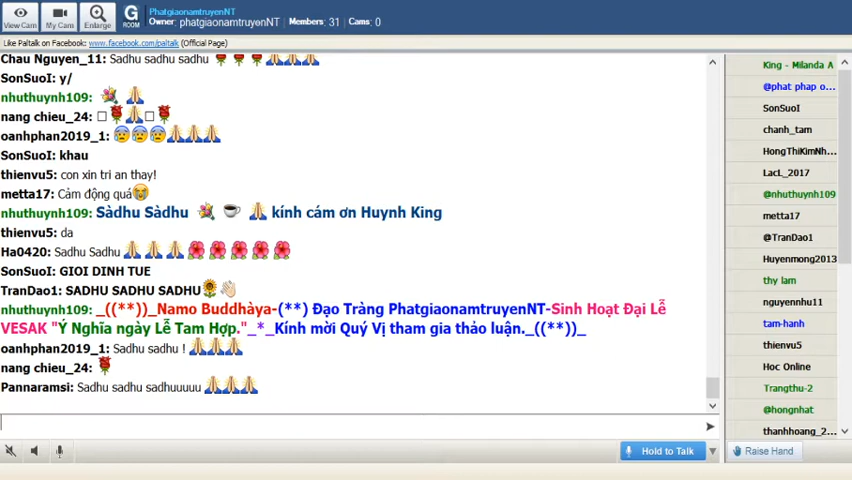 PhatgiaonamtruyenNT
Owner: phatgiaonamtruyenNT Members: 31 Cams: 0
View Cam My Cam Enlarge G ROOM
Like Paltalk on Facebook: www.facebook.com/paltalk (Official Page)
Chau Nguyen_11: Sadhu sadhu sadhu
SonSuoI: y/
nhuthuynh109:
nang chieu_24:
oanhphan2019_1:
SonSuoI: khau
thienvu5: con xin tri an thay!
metta17: Cảm động quá
nhuthuynh109: Sàdhu Sàdhu kính cám ơn Huynh King
thienvu5: da
Ha0420: Sadhu Sadhu
SonSuoI: GIOI DINH TUE
TranDao1: SADHU SADHU SADHU
nhuthuynh109: _((**))_Namo Buddhàya-(**) Đạo Tràng PhatgiaonamtruyenNT-Sinh Hoạt Đại Lễ
VESAK "Ý Nghĩa ngày Lễ Tam Hợp."_*_Kính mời Quý Vị tham gia thảo luận._((**))_
oanhphan2019_1: Sadhu sadhu !
nang chieu_24:
Pannaramsi: Sadhu sadhu sadhuuuuu
Hold to Talk
King - Milanda A
@phat phap o...
SonSuoI
chanh_tam
HongThiKimNh...
LacL_2017
@nhuthuynh109
metta17
@TranDao1
Huyenmong2013
thy lam
nguyennhu11
tam-hanh
thienvu5
Hoc Online
Trangthu-2
@hongnhat
thanhhoang_2...
Raise Hand